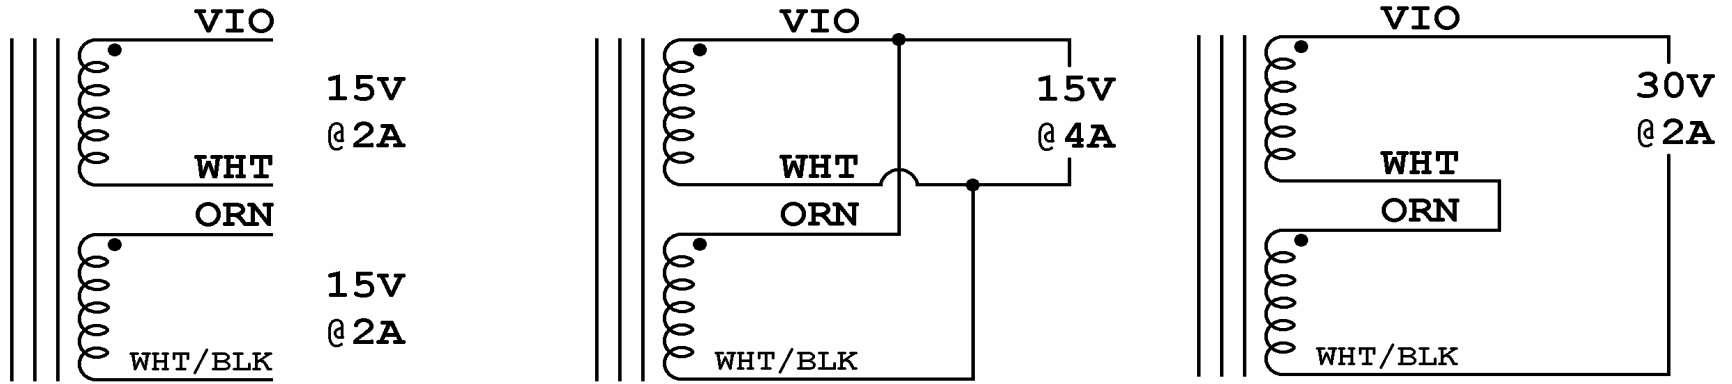 VIO
15V
@2A
WHT
ORN
15V
@2A
WHT/BLK
VIO
15V
@4A
WHT
ORN
WHT/BLK
VIO
30V
@2A
WHT
ORN
WHT/BLK